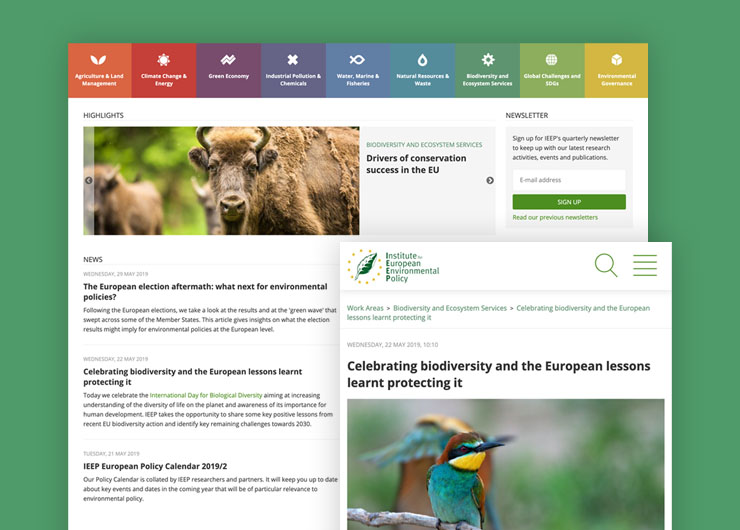 Agriculture & Land
Management
Climate Change &
Energy
Green Economy
Industrial Pollution &
Chemicals
Water, Marine &
Fisheries
Natural Resources &
Waste
Biodiversity and
Ecosystem Services
Global Challenges and
SDGs
Environmental
Governance
HIGHLIGHTS
BIODIVERSITY AND ECOSYSTEM SERVICES
Drivers of conservation
success in the EU
NEWSLETTER
Sign up for IEEP's quarterly newsletter
to keep up with our latest research
activities, events and publications.
E-mail address
SIGN UP
Read our previous newsletters
NEWS
WEDNESDAY, 29 MAY 2019
The European election aftermath: what next for environmental
policies?
Following the European elections, we take a look at the results and at the 'green wave' that
swept across some of the Member States. This article gives insights on what the election
results might imply for environmental policies at the European level.
WEDNESDAY, 22 MAY 2019
Celebrating biodiversity and the European lessons learnt
protecting it
Today we celebrate the International Day for Biological Diversity aiming at increasing
understanding of the diversity of life on the planet and awareness of its importance for
human development. IEEP takes the opportunity to share some key positive lessons from
recent EU biodiversity action and identify key remaining challenges towards 2030.
TUESDAY, 21 MAY 2019
IEEP European Policy Calendar 2019/2
Our Policy Calendar is collated by IEEP researchers and partners. It will keep you up to date
about key events and dates in the coming year that will be of particular relevance to
environmental policy.
Institute for
European
Environmental
Policy
Work Areas > Biodiversity and Ecosystem Services > Celebrating biodiversity and the European
lessons learnt protecting it
WEDNESDAY, 22 MAY 2019, 10:10
Celebrating biodiversity and the European lessons
learnt protecting it